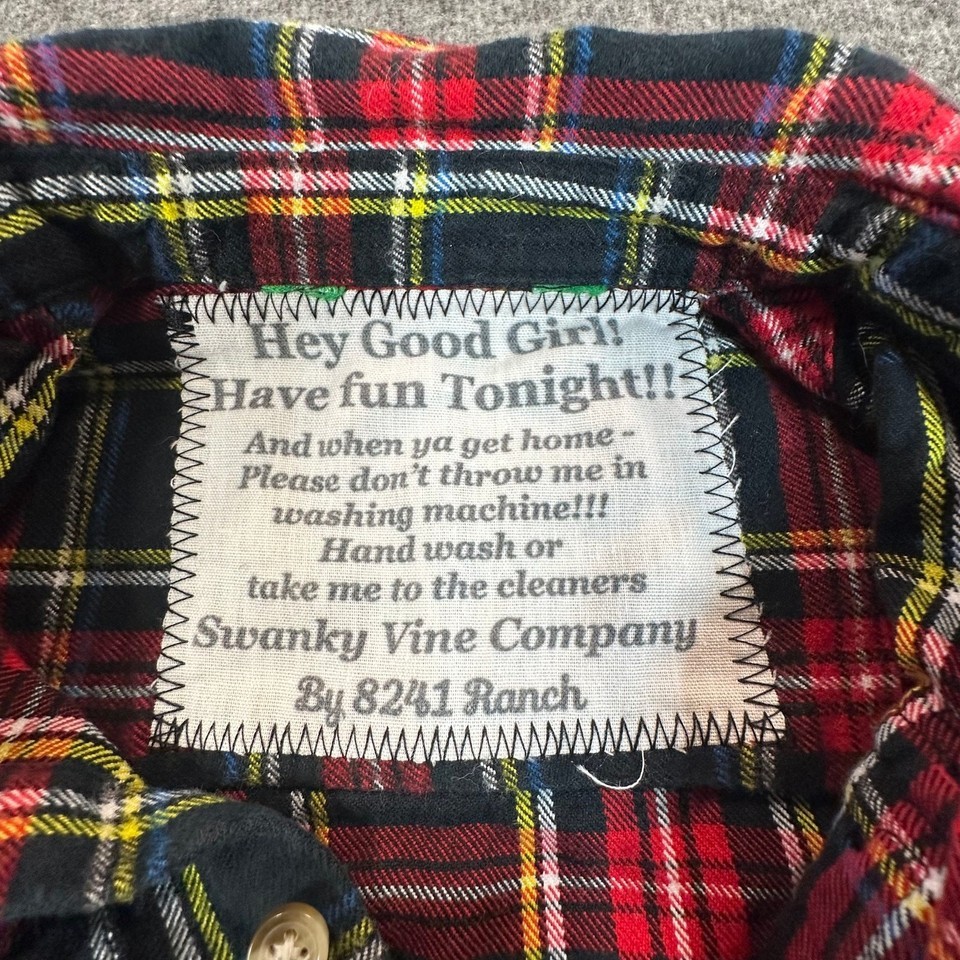 Hey Good Girl!
Have fun Tonight!!
And when ya get home -
Please don't throw me in
washing machine!!!
Hand wash or
take me to the cleaners
Swanky Vine Company
By 8241 Ranch